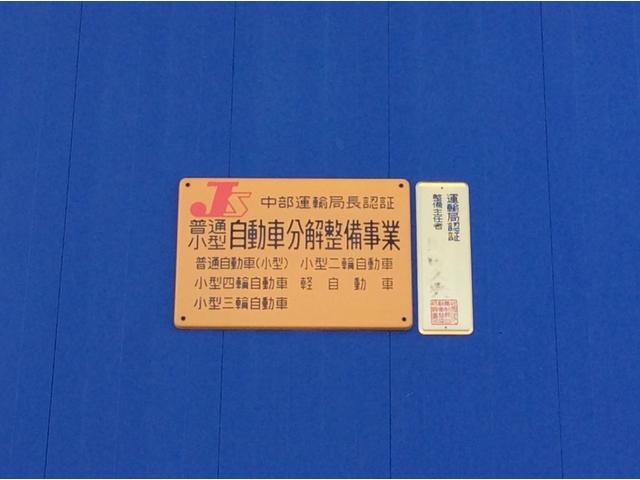 JS 中部運輸局長認証
普通
小型 自動車分解整備事業
普通自動車(小型) 小型二輪自動車
小型四輪自動車 軽自動車
小型三輪自動車
運輸局
整備主任者